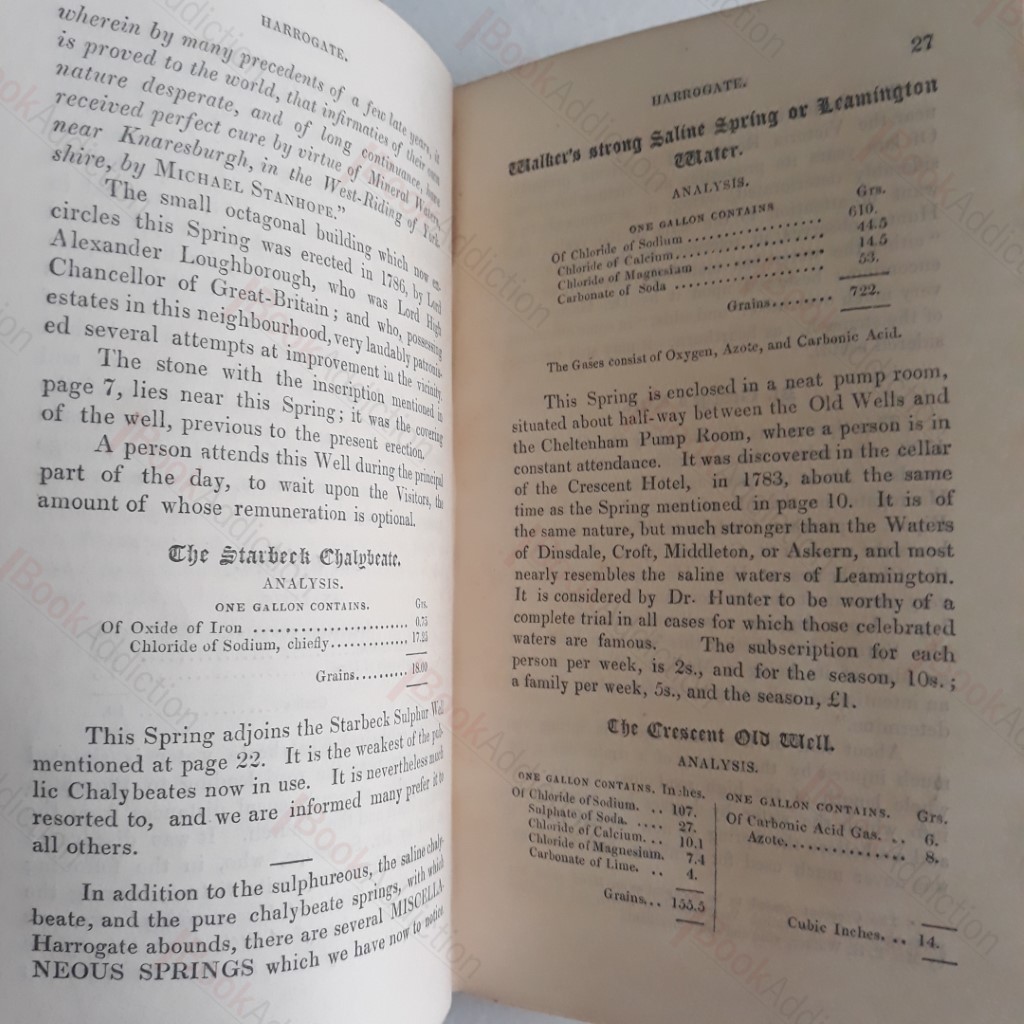 HARROGATE.
wherein by many precedents of a few late years, it
is proved to the world, that infirmaties of their own
nature desperate, and of long continuance, have
received perfect cure by virtue of Mineral Waters,
near Knaresburgh, in the West-Riding of York-
shire, by MICHAEL STANHOPE."
The small octagonal building which now en-
circles this Spring was erected in 1786, by Lord
Alexander Loughborough, who was Lord High
Chancellor of Great-Britain; and who, possessing
estates in this neighbourhood, very laudably patronis-
ed several attempts at improvement in the vicinity.
The stone with the inscription mentioned in
page 7, lies near this Spring; it was the covering
of the well, previous to the present erection.
A person attends this Well during the principal
part of the day, to wait upon the Visitors, the
amount of whose remuneration is optional.
The Starbeck Chalybeate.
ANALYSIS.
ONE GALLON CONTAINS. Grs.
Of Oxide of Iron ........................ 0.75
Chloride of Sodium, chiefly ............. 17.25
Grains.......... 18.00
This Spring adjoins the Starbeck Sulphur Well
mentioned at page 22. It is the weakest of the pub-
lic Chalybeates now in use. It is nevertheless much
resorted to, and we are informed many prefer it to
all others.
In addition to the sulphureous, the saline chaly-
beate, and the pure chalybeate springs, with which
Harrogate abounds, there are several MISCELLA-
NEOUS SPRINGS which we have now to notice
27
HARROGATE.
Walker's strong Saline Spring or Leamington
Water.
ANALYSIS.
ONE GALLON CONTAINS Grs.
Of Chloride of Sodium .................... 610.
Chloride of Calcium...................... 44.5
Chloride of Magnesiam .................. 14.5
Carbonate of Soda ...................... 53.
Grains........ 722.
The Gases consist of Oxygen, Azote, and Carbonic Acid.
This Spring is enclosed in a neat pump room,
situated about half-way between the Old Wells and
the Cheltenham Pump Room, where a person is in
constant attendance. It was discovered in the cellar
of the Crescent Hotel, in 1783, about the same
time as the Spring mentioned in page 10. It is of
the same nature, but much stronger than the Waters
of Dinsdale, Croft, Middleton, or Askern, and most
nearly resembles the saline waters of Leamington.
It is considered by Dr. Hunter to be worthy of a
complete trial in all cases for which those celebrated
waters are famous. The subscription for each
person per week, is 2s., and for the season, 10s.;
a family per week, 5s., and the season, £1.
The Crescent Old Well.
ANALYSIS.
ONE GALLON CONTAINS. Inches. ONE GALLON CONTAINS. Grs.
Of Chloride of Sodium. .. 107. Of Carbonic Acid Gas. .. 6.
Sulphate of Soda. .... 27. Azote.............. 8.
Chloride of Calcium... 10.1
Chloride of Magnesium. 7.4
Carbonate of Lime. .. 4.
Grains... 155.5 Cubic Inches. .. 14.